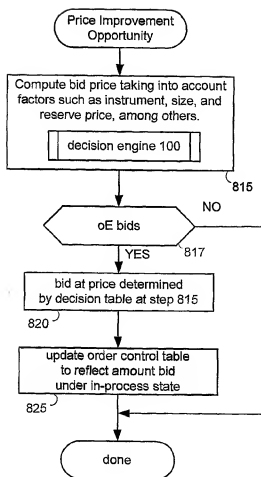 Price Improvement
Opportunity
Compute bid price taking into account
factors such as instrument, size, and
reserve price, among others.
decision engine 100
815
oE bids
NO
817
YES
bid at price determined
by decision table at step 815
820
update order control table
to reflect amount bid
under in-process state
825
done